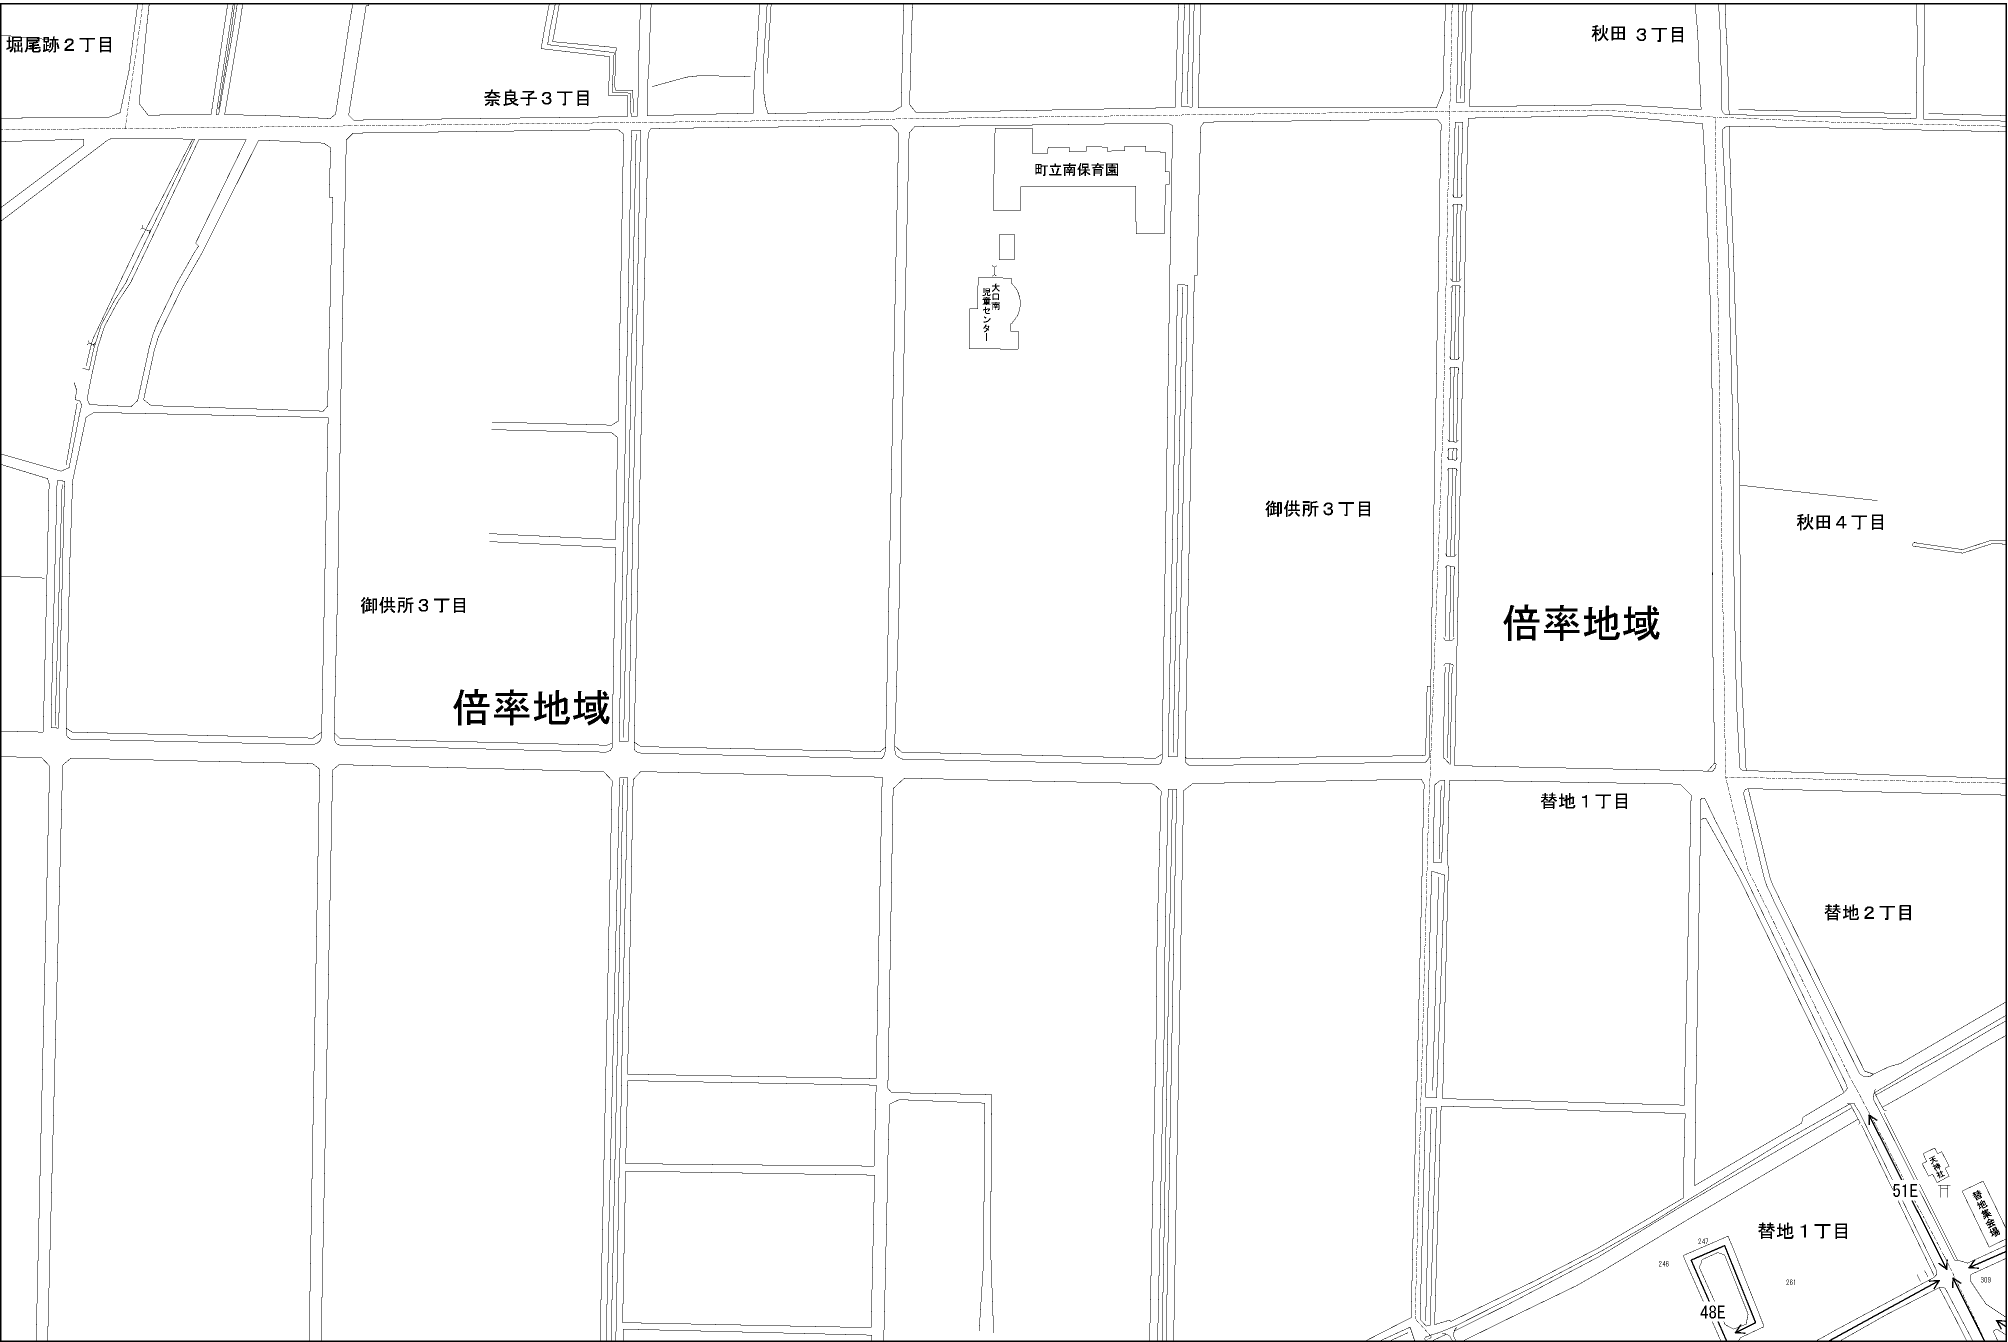 堀尾跡２丁目
秋田 ３丁目
奈良子３丁目
町立南保育園
大口南
児童センター
御供所３丁目
秋田４丁目
御供所３丁目
倍率地域
倍率地域
替地１丁目
替地２丁目
天神社
51E
替地集会場
替地１丁目
247
246
261
309
48E